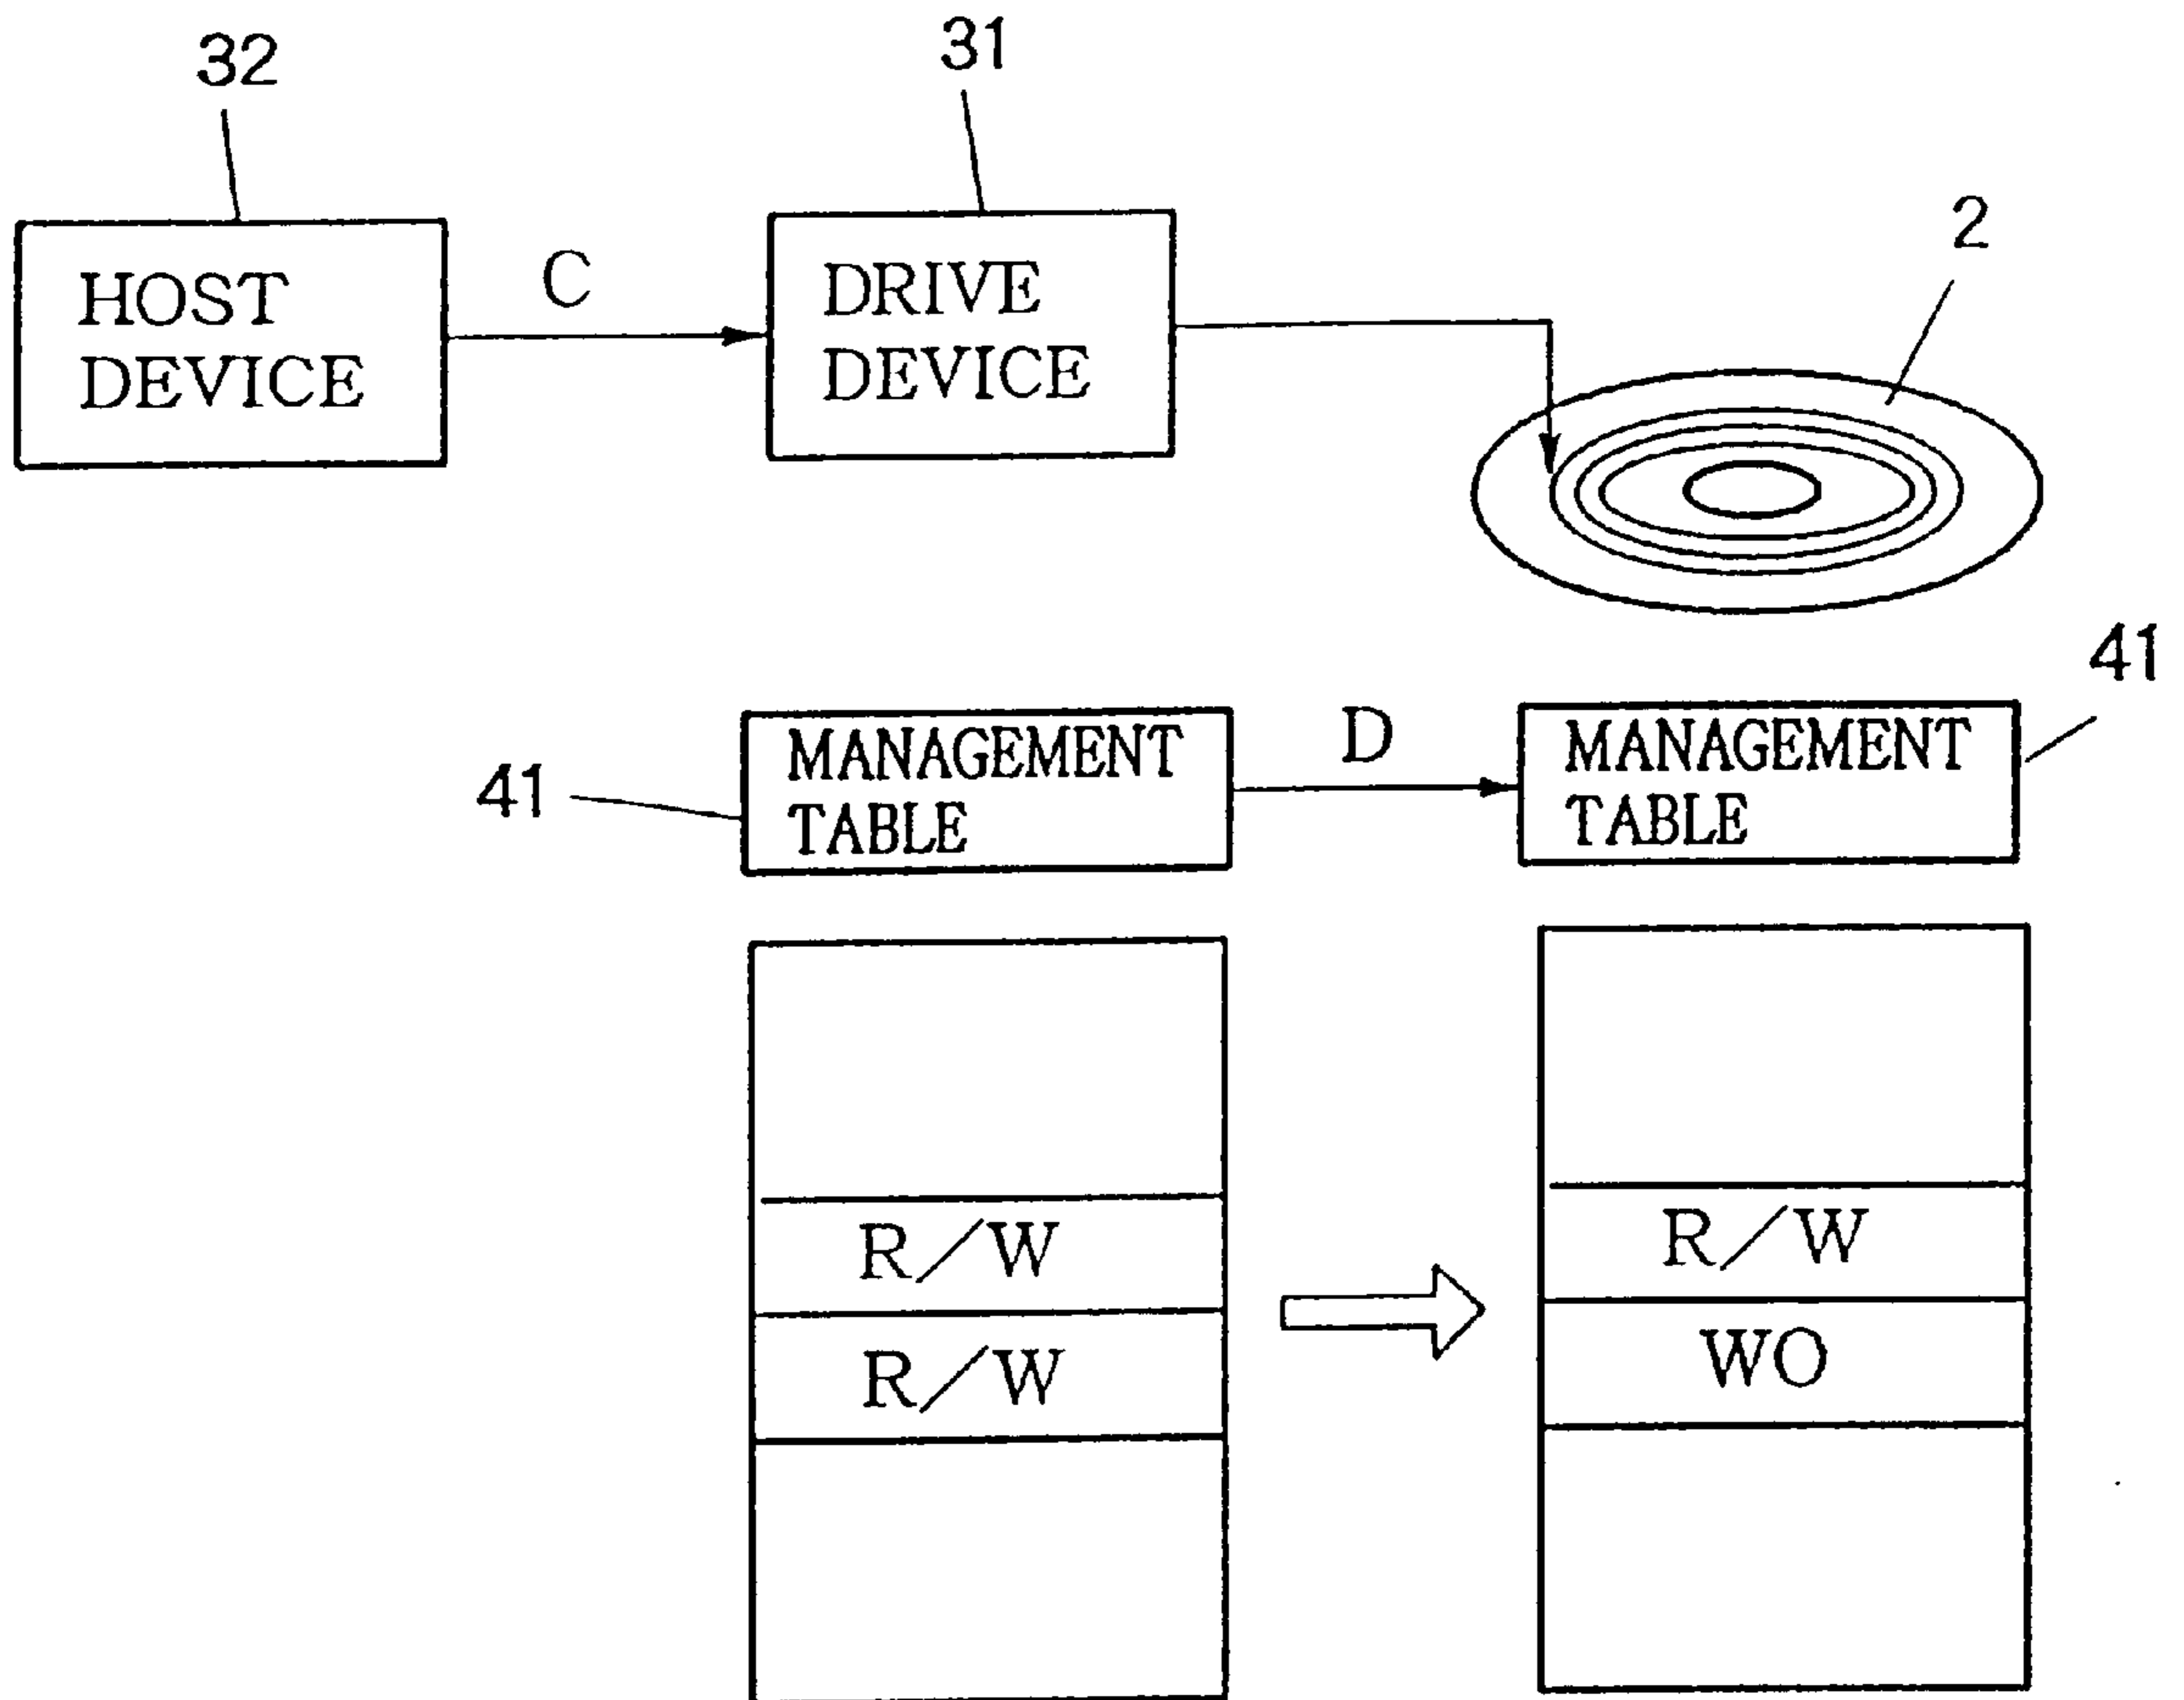 32
31
2
HOST
DEVICE
C
DRIVE
DEVICE
41
MANAGEMENT
TABLE
D
MANAGEMENT
TABLE
41
R/W
R/W
R/W
WO